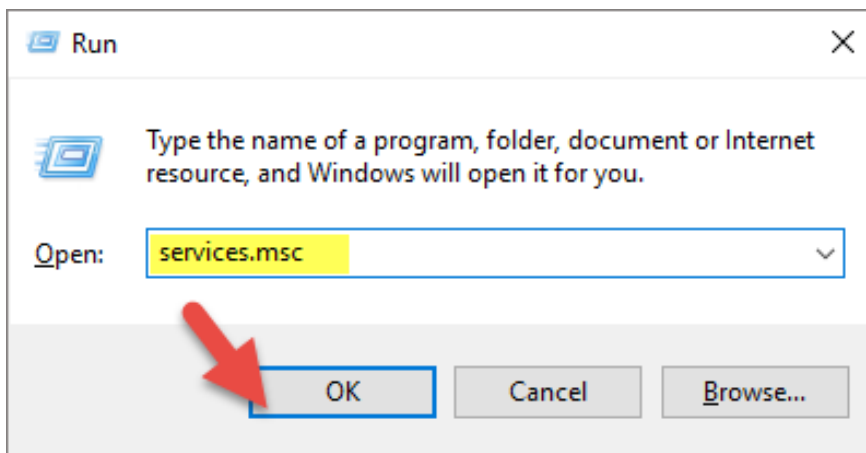 Run
Type the name of a program, folder, document or Internet
resource, and Windows will open it for you.
Open: services.msc
OK Cancel Browse...